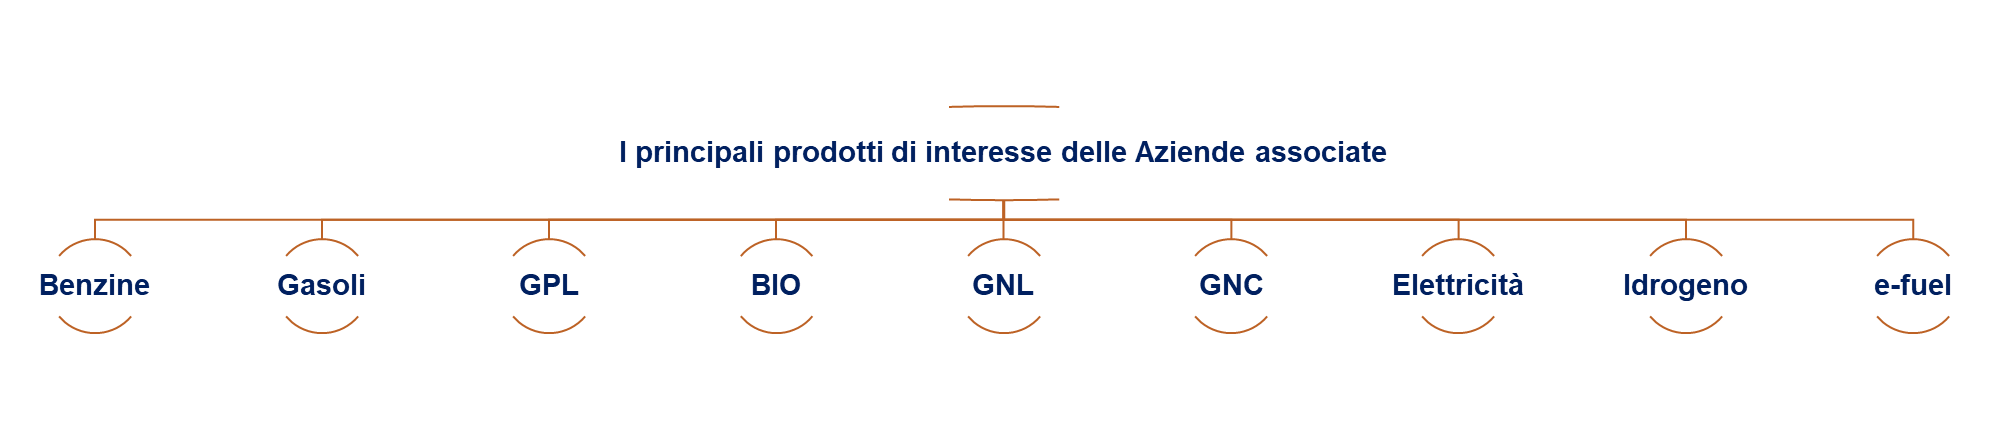 I principali prodotti di interesse delle Aziende associate
Benzine
Gasoli
GPL
BIO
GNL
GNC
Elettricità
Idrogeno
e-fuel